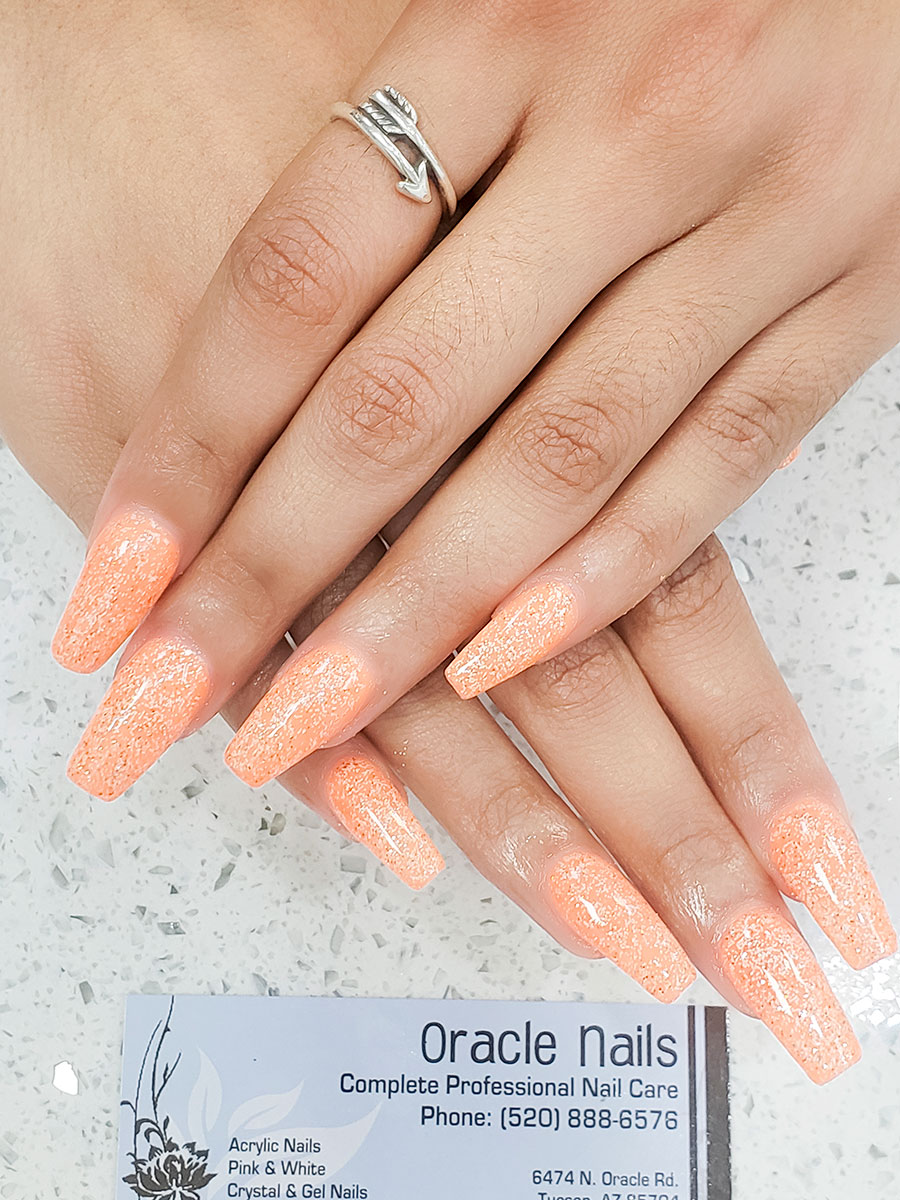 Oracle Nails
Complete Professional Nail Care
Phone: (520) 888-6576
Acrylic Nails
Pink & White
Crystal & Gel Nails
6474 N. Oracle Rd.
Tucson, AZ 85704